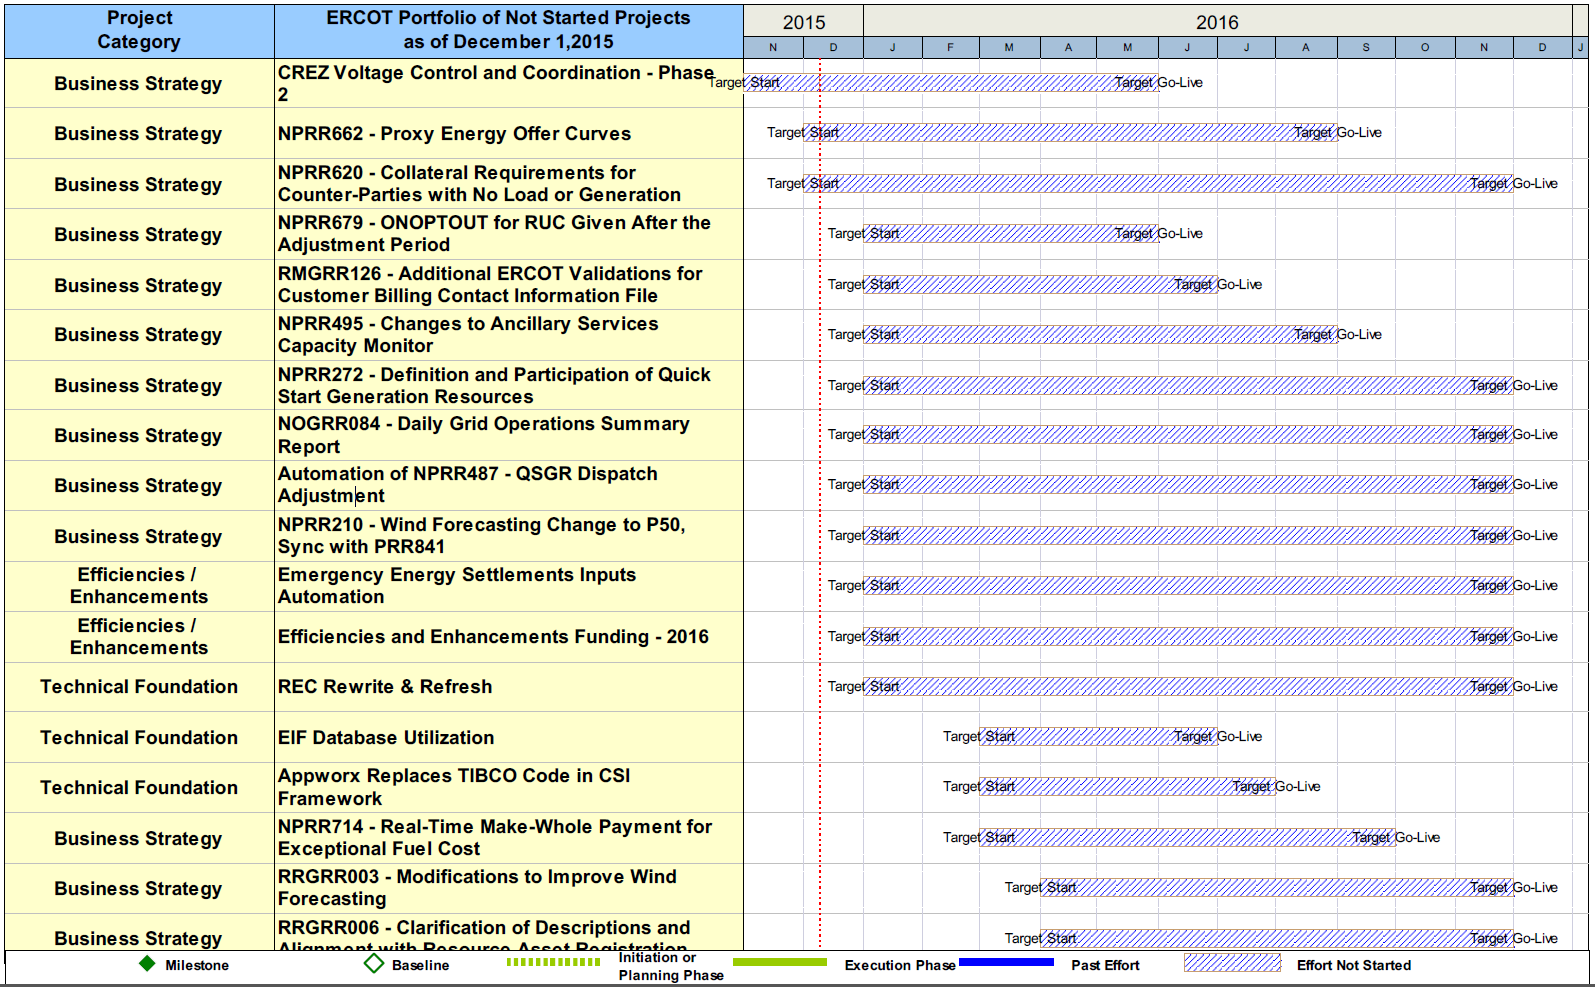 Project
Category
ERCOT Portfolio of Not Started Projects
as of December 1,2015
2015
2016
N D J F M A M J J A S O N D J
Business Strategy
CREZ Voltage Control and Coordination - Phase
2
Target Start
Target Go-Live
Business Strategy
NPRR662 - Proxy Energy Offer Curves
Target Start
Target Go-Live
Business Strategy
NPRR620 - Collateral Requirements for
Counter-Parties with No Load or Generation
Target Start
Target Go-Live
Business Strategy
NPRR679 - ONOPTOUT for RUC Given After the
Adjustment Period
Target Start
Target Go-Live
Business Strategy
RMGRR126 - Additional ERCOT Validations for
Customer Billing Contact Information File
Target Start
Target Go-Live
Business Strategy
NPRR495 - Changes to Ancillary Services
Capacity Monitor
Target Start
Target Go-Live
Business Strategy
NPRR272 - Definition and Participation of Quick
Start Generation Resources
Target Start
Target Go-Live
Business Strategy
NOGRR084 - Daily Grid Operations Summary
Report
Target Start
Target Go-Live
Business Strategy
Automation of NPRR487 - QSGR Dispatch
Adjustment
Target Start
Target Go-Live
Business Strategy
NPRR210 - Wind Forecasting Change to P50,
Sync with PRR841
Target Start
Target Go-Live
Efficiencies /
Enhancements
Emergency Energy Settlements Inputs
Automation
Target Start
Target Go-Live
Efficiencies /
Enhancements
Efficiencies and Enhancements Funding - 2016
Target Start
Target Go-Live
Technical Foundation
REC Rewrite & Refresh
Target Start
Target Go-Live
Technical Foundation
EIF Database Utilization
Target Start
Target Go-Live
Technical Foundation
Appworx Replaces TIBCO Code in CSI
Framework
Target Start
Target Go-Live
Business Strategy
NPRR714 - Real-Time Make-Whole Payment for
Exceptional Fuel Cost
Target Start
Target Go-Live
Business Strategy
RRGRR003 - Modifications to Improve Wind
Forecasting
Target Start
Target Go-Live
Business Strategy
RRGRR006 - Clarification of Descriptions and
Alignment with Resource Asset Registration
Target Start
Target Go-Live
Milestone
Baseline
Initiation or
Planning Phase
Execution Phase
Past Effort
Effort Not Started